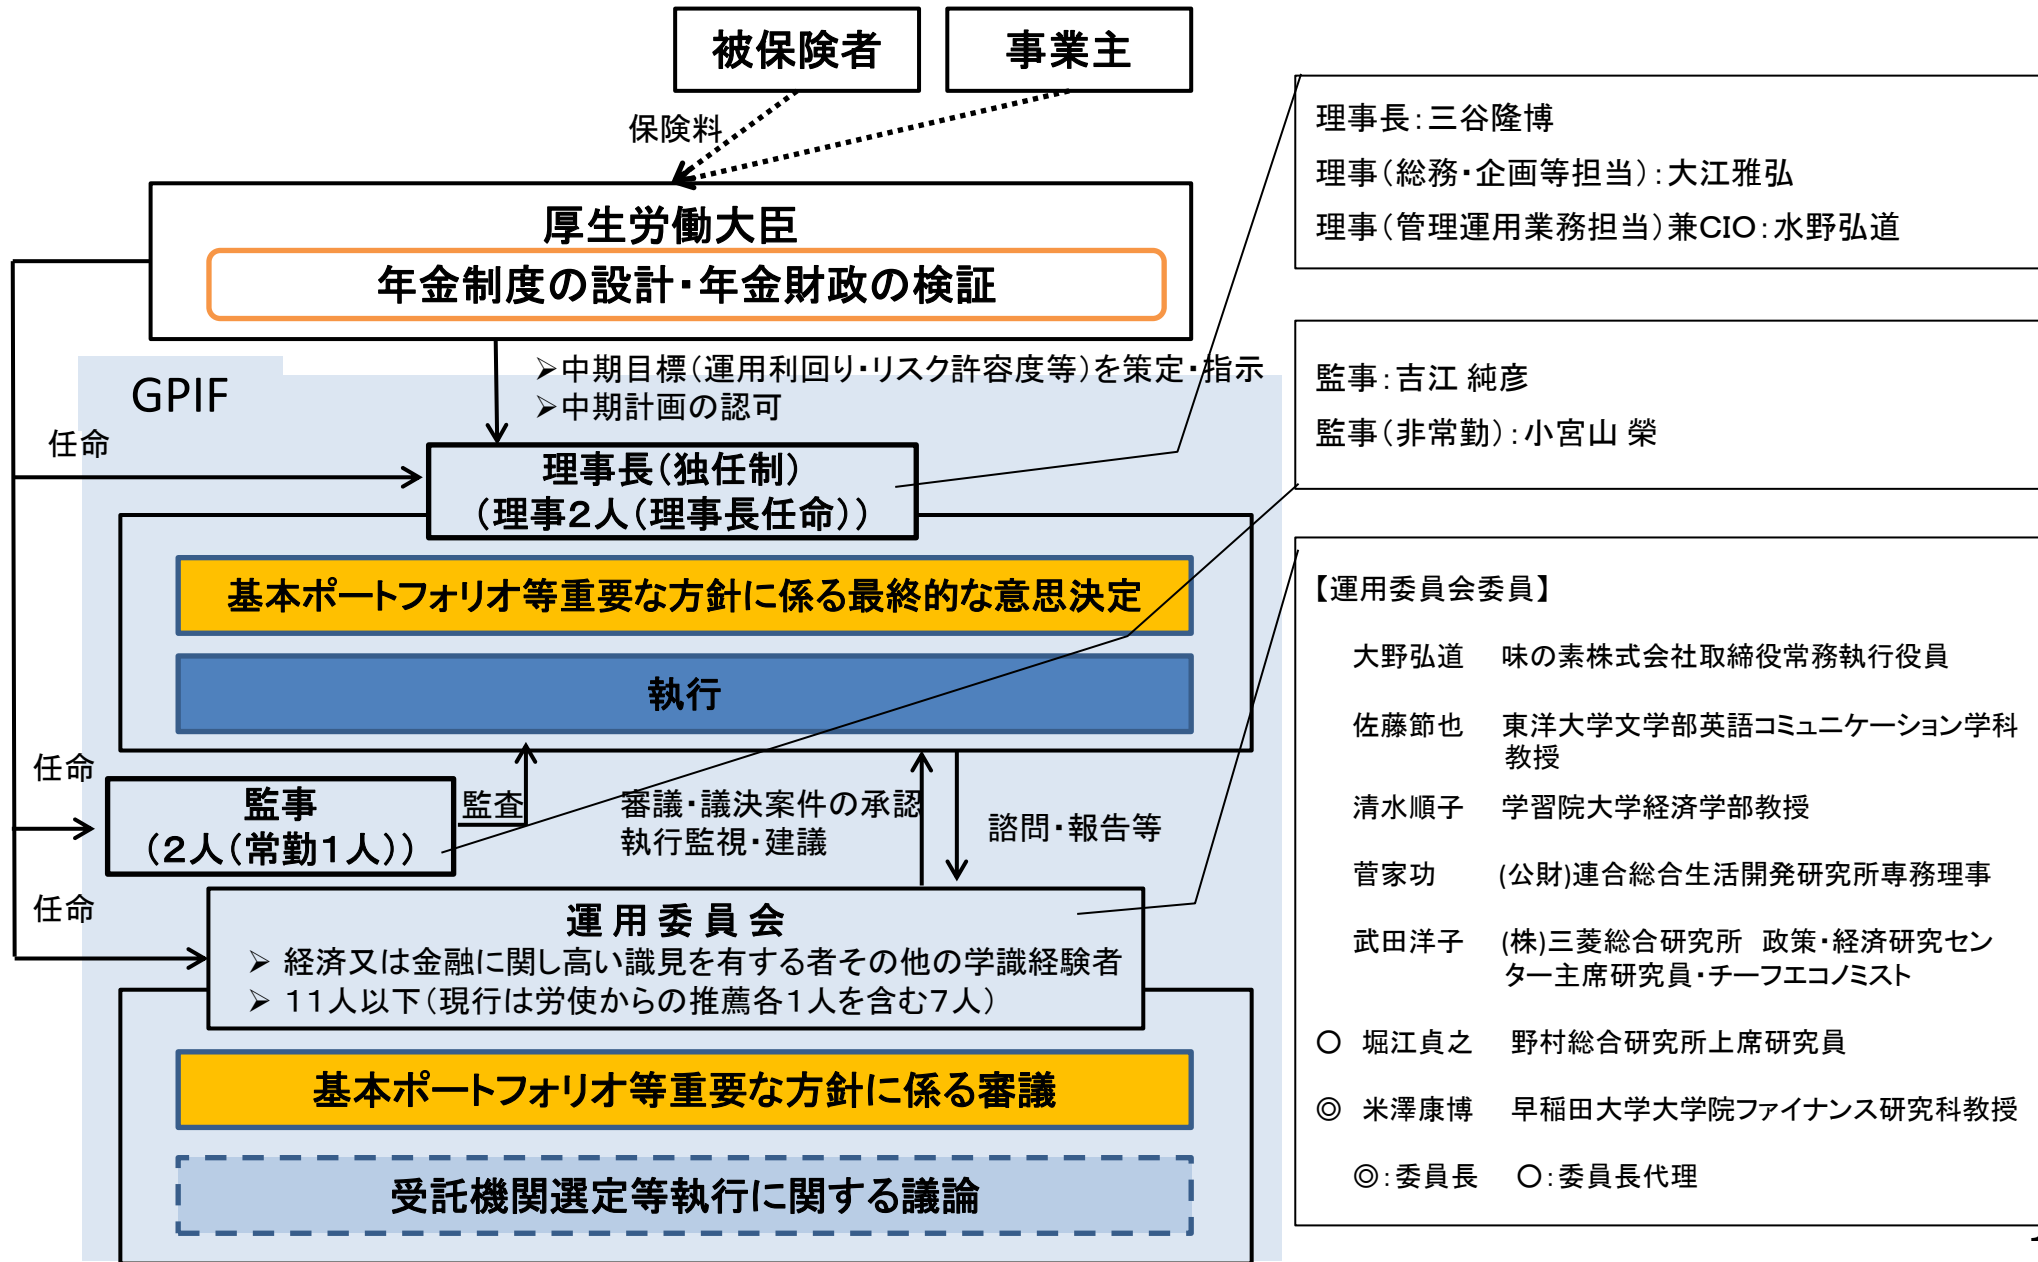 被保険者
事業主
保険料
厚生労働大臣
年金制度の設計・年金財政の検証
➢中期目標（運用利回り・リスク許容度等）を策定・指示
➢中期計画の認可
GPIF
任命
理事長（独任制）
（理事２人（理事長任命））
基本ポートフォリオ等重要な方針に係る最終的な意思決定
執行
任命
監事
（２人（常勤１人））
監査
審議・議決案件の承認
執行監視・建議
諮問・報告等
任命
運 用 委 員 会
➢ 経済又は金融に関し高い識見を有する者その他の学識経験者
➢ １１人以下（現行は労使からの推薦各１人を含む７人）
基本ポートフォリオ等重要な方針に係る審議
受託機関選定等執行に関する議論
理事長：三谷隆博
理事（総務・企画等担当）：大江雅弘
理事（管理運用業務担当）兼CIO：水野弘道
監事：吉江 純彦
監事（非常勤）：小宮山 榮
【運用委員会委員】
大野弘道 味の素株式会社取締役常務執行役員
佐藤節也 東洋大学文学部英語コミュニケーション学科
教授
清水順子 学習院大学経済学部教授
菅家功 (公財)連合総合生活開発研究所専務理事
武田洋子 (株)三菱総合研究所 政策・経済研究セン
ター主席研究員・チーフエコノミスト
○ 堀江貞之 野村総合研究所上席研究員
◎ 米澤康博 早稲田大学大学院ファイナンス研究科教授
◎：委員長 ○：委員長代理